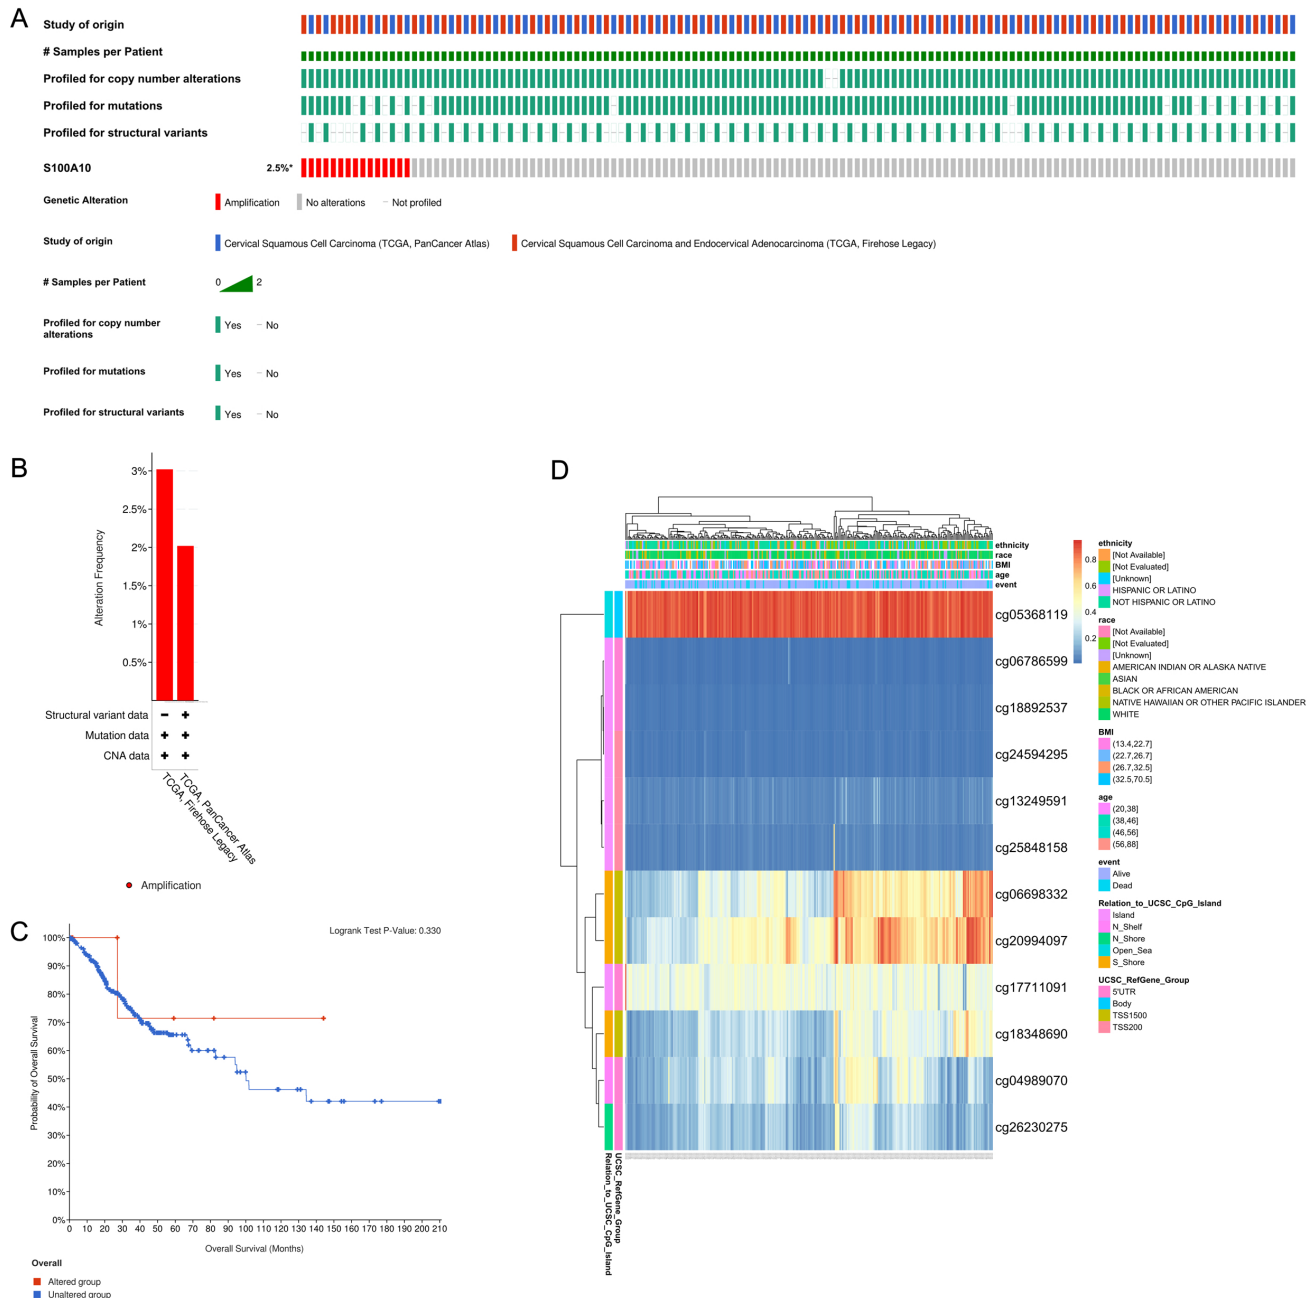 A
Study of origin
# Samples per Patient
Profiled for copy number alterations
Profiled for mutations
Profiled for structural variants
S100A10 2.5%*
Genetic Alteration Amplification No alterations Not profiled
Study of origin Cervical Squamous Cell Carcinoma (TCGA, PanCancer Atlas) Cervical Squamous Cell Carcinoma and Endocervical Adenocarcinoma (TCGA, Firehose Legacy)
# Samples per Patient 0 2
Profiled for copy number
alterations
Yes – No
Profiled for mutations Yes – No
Profiled for structural variants Yes – No
B
3%
2.5%
2%
1.5%
1%
0.5%
Alteration Frequency
Structural variant data − +
Mutation data + +
CNA data + +
TCGA, Firehose Legacy
TCGA, PanCancer Atlas
Amplification
C
Logrank Test P-Value: 0.330
100%
90%
80%
70%
60%
50%
40%
30%
20%
10%
0%
Probability of Overall Survival
0 10 20 30 40 50 60 70 80 90 100 110 120 130 140 150 160 170 180 190 200 210
Overall Survival (Months)
Overall
Altered group
Unaltered group
D
ethnicity
race
BMI
age
event
cg05368119
cg06786599
cg18892537
cg24594295
cg13249591
cg25848158
cg06698332
cg20994097
cg17711091
cg18348690
cg04989070
cg26230275
UCSC_RefGene_Group
Relation_to_UCSC_CpG_Island
0.8
0.6
0.4
0.2
ethnicity
[Not Available]
[Not Evaluated]
[Unknown]
HISPANIC OR LATINO
NOT HISPANIC OR LATINO
race
[Not Available]
[Not Evaluated]
[Unknown]
AMERICAN INDIAN OR ALASKA NATIVE
ASIAN
BLACK OR AFRICAN AMERICAN
NATIVE HAWAIIAN OR OTHER PACIFIC ISLANDER
WHITE
BMI
(13.4,22.7]
(22.7,26.7]
(26.7,32.5]
(32.5,70.5]
age
(20,38]
(38,46]
(46,56]
(56,88]
event
Alive
Dead
Relation_to_UCSC_CpG_Island
Island
N_Shelf
N_Shore
Open_Sea
S_Shore
UCSC_RefGene_Group
5'UTR
Body
TSS1500
TSS200